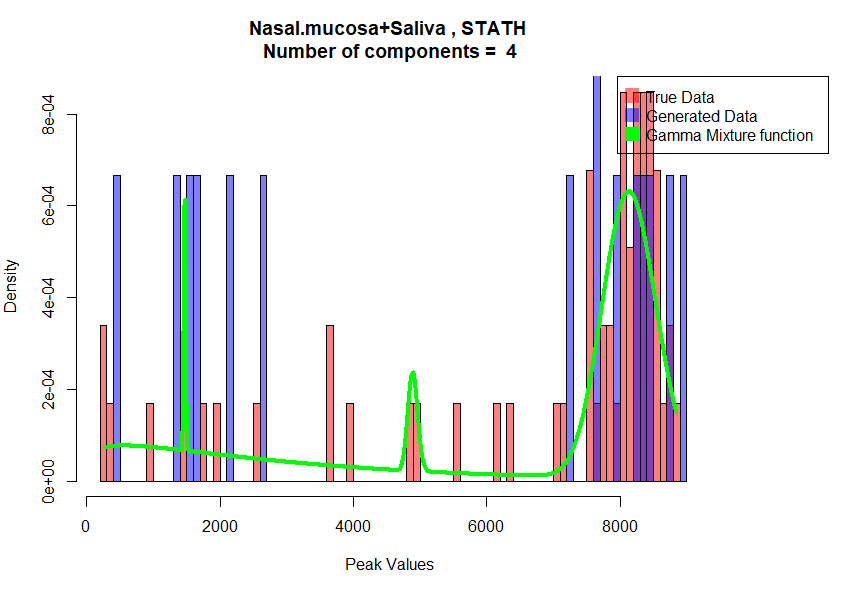 Nasal.mucosa+Saliva , STATH
Number of components =  4
True Data
Generated Data
Gamma Mixture function
Density
8e-04
6e-04
4e-04
2e-04
0e+00
0 2000 4000 6000 8000
Peak Values